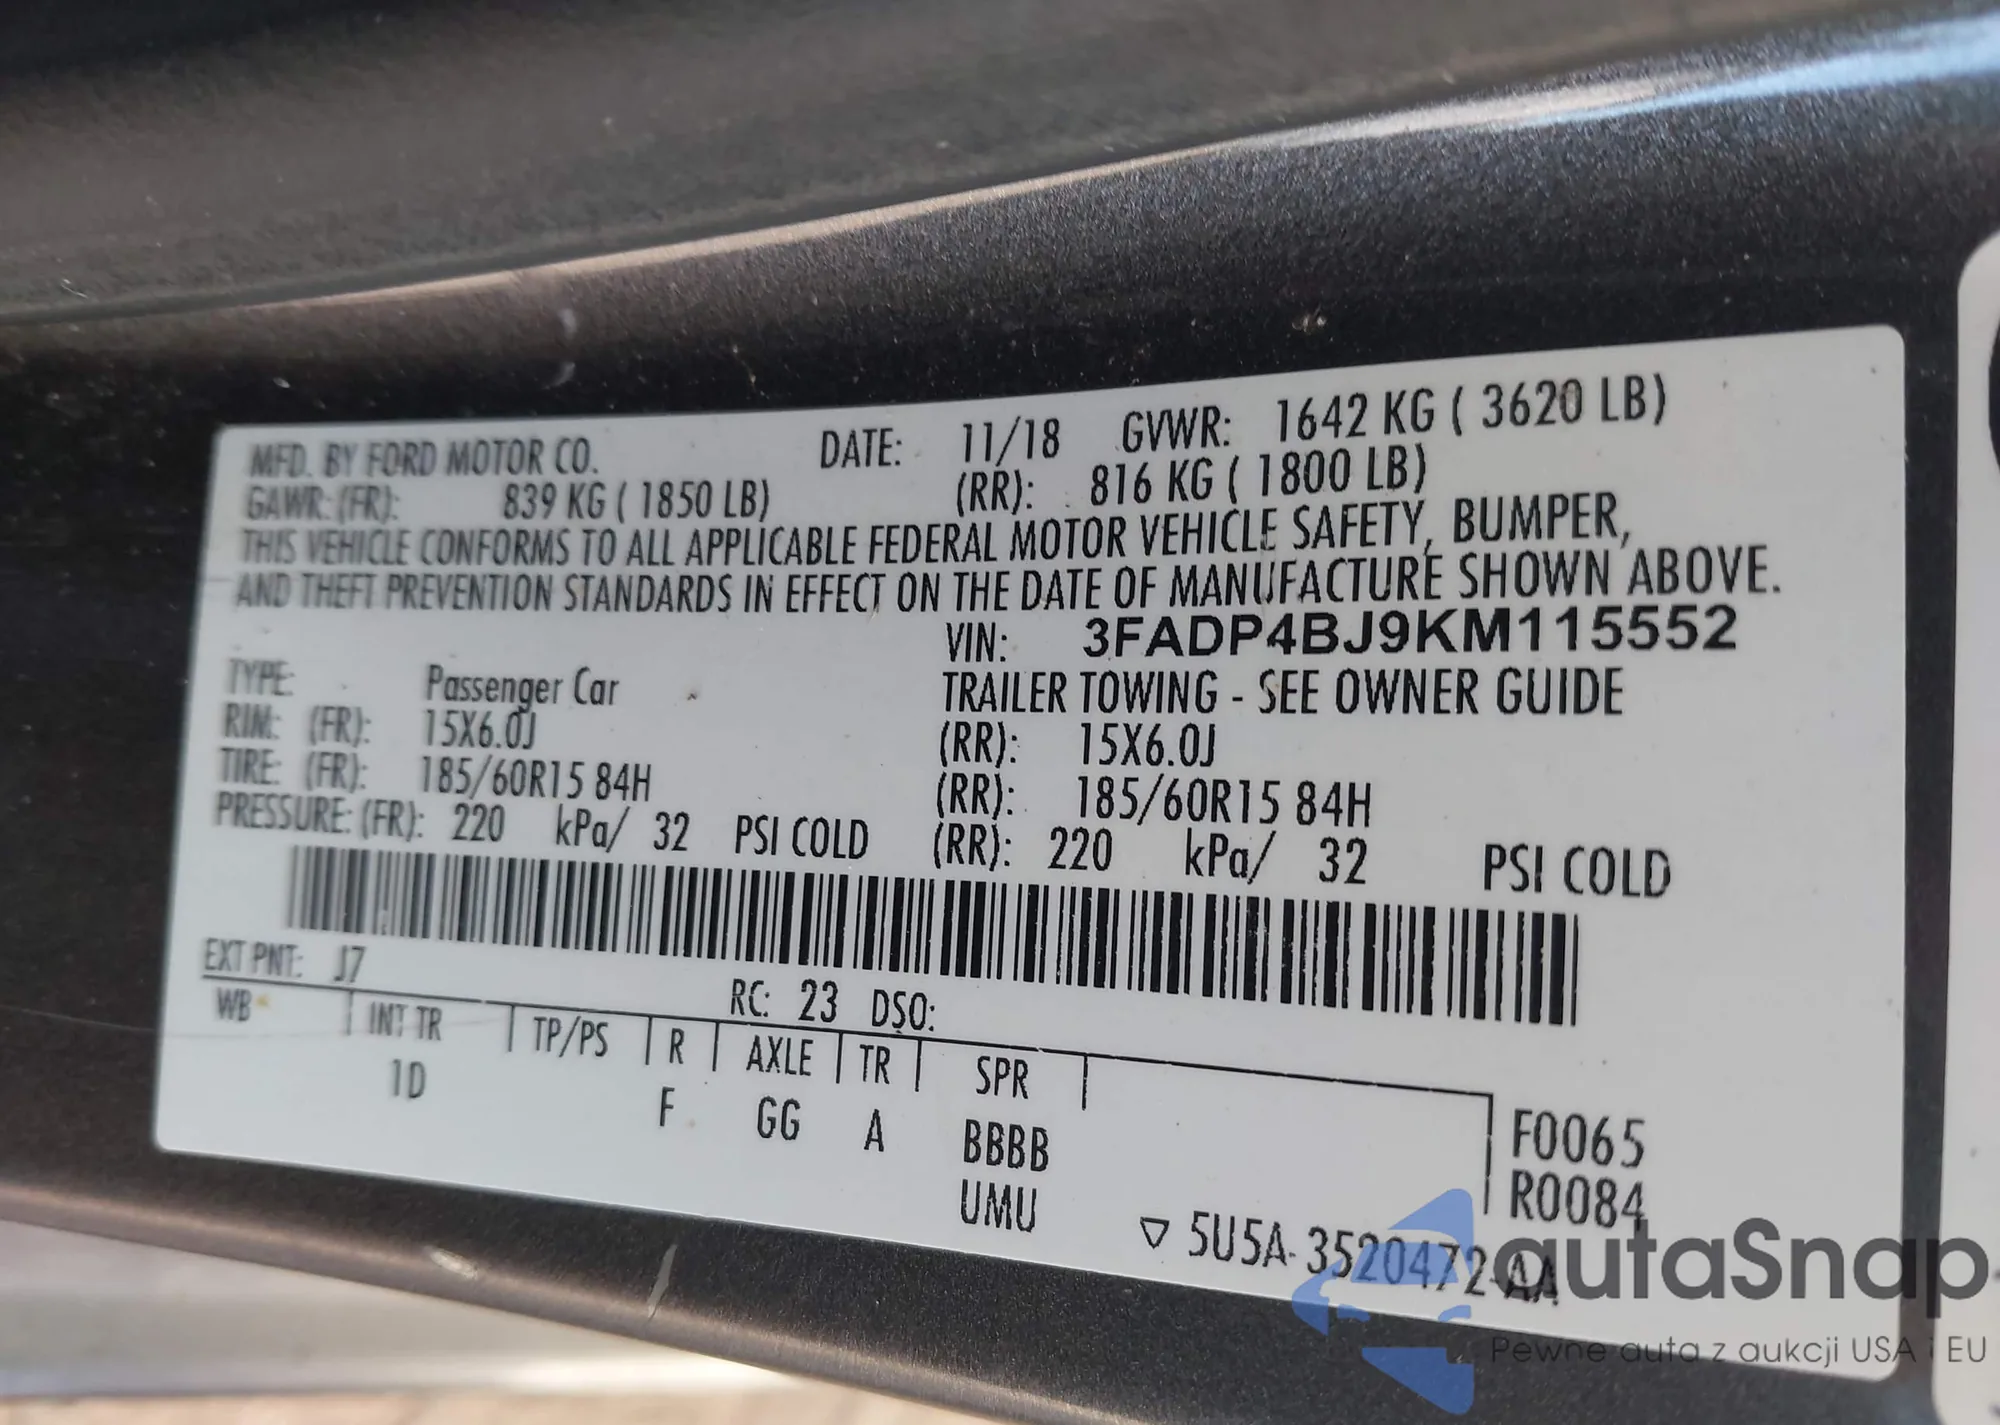 MFD. BY FORD MOTOR CO. DATE: 11/18 GVWR: 1642 KG ( 3620 LB)
GAWR: (FR): 839 KG ( 1850 LB) (RR): 816 KG ( 1800 LB)
THIS VEHICLE CONFORMS TO ALL APPLICABLE FEDERAL MOTOR VEHICLE SAFETY, BUMPER,
AND THEFT PREVENTION STANDARDS IN EFFECT ON THE DATE OF MANUFACTURE SHOWN ABOVE.
VIN: 3FADP4BJ9KM115552
TYPE: Passenger Car TRAILER TOWING - SEE OWNER GUIDE
RIM: (FR): 15X6.0J (RR): 15X6.0J
TIRE: (FR): 185/60R15 84H (RR): 185/60R15 84H
PRESSURE: (FR): 220 kPa/ 32 PSI COLD (RR): 220 kPa/ 32 PSI COLD
EXT PNT: J7 RC: 23 DSO:
WB INT TR TP/PS R AXLE TR SPR
1D F GG A BBBB F0065
UMU R0084
▽ 5U5A-3520472-AA
autaSnap
Pewne auta z aukcji USA i EU